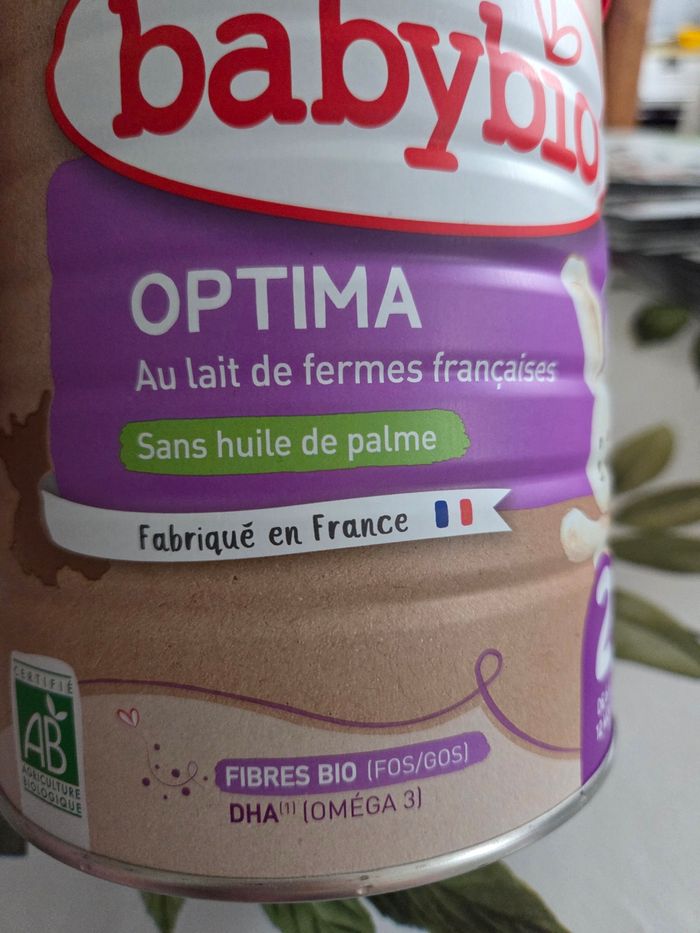 babybio
OPTIMA
Au lait de fermes françaises
Sans huile de palme
Fabriqué en France
2
CERTIFIÉ
AB
AGRICULTURE
BIOLOGIQUE
FIBRES BIO (FOS/GOS)
DHA(1) (OMÉGA 3)